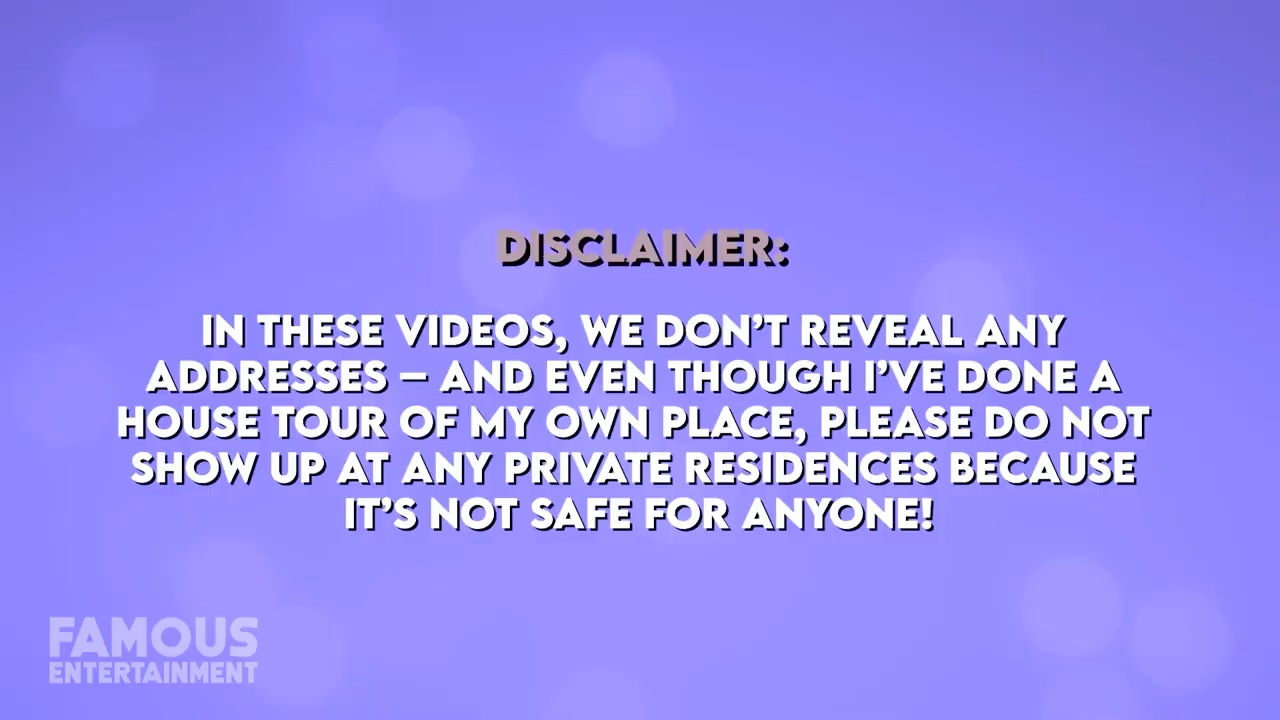 DISCLAIMER:
IN THESE VIDEOS, WE DON'T REVEAL ANY
ADDRESSES – AND EVEN THOUGH I'VE DONE A
HOUSE TOUR OF MY OWN PLACE, PLEASE DO NOT
SHOW UP AT ANY PRIVATE RESIDENCES BECAUSE
IT'S NOT SAFE FOR ANYONE!
FAMOUS
ENTERTAINMENT